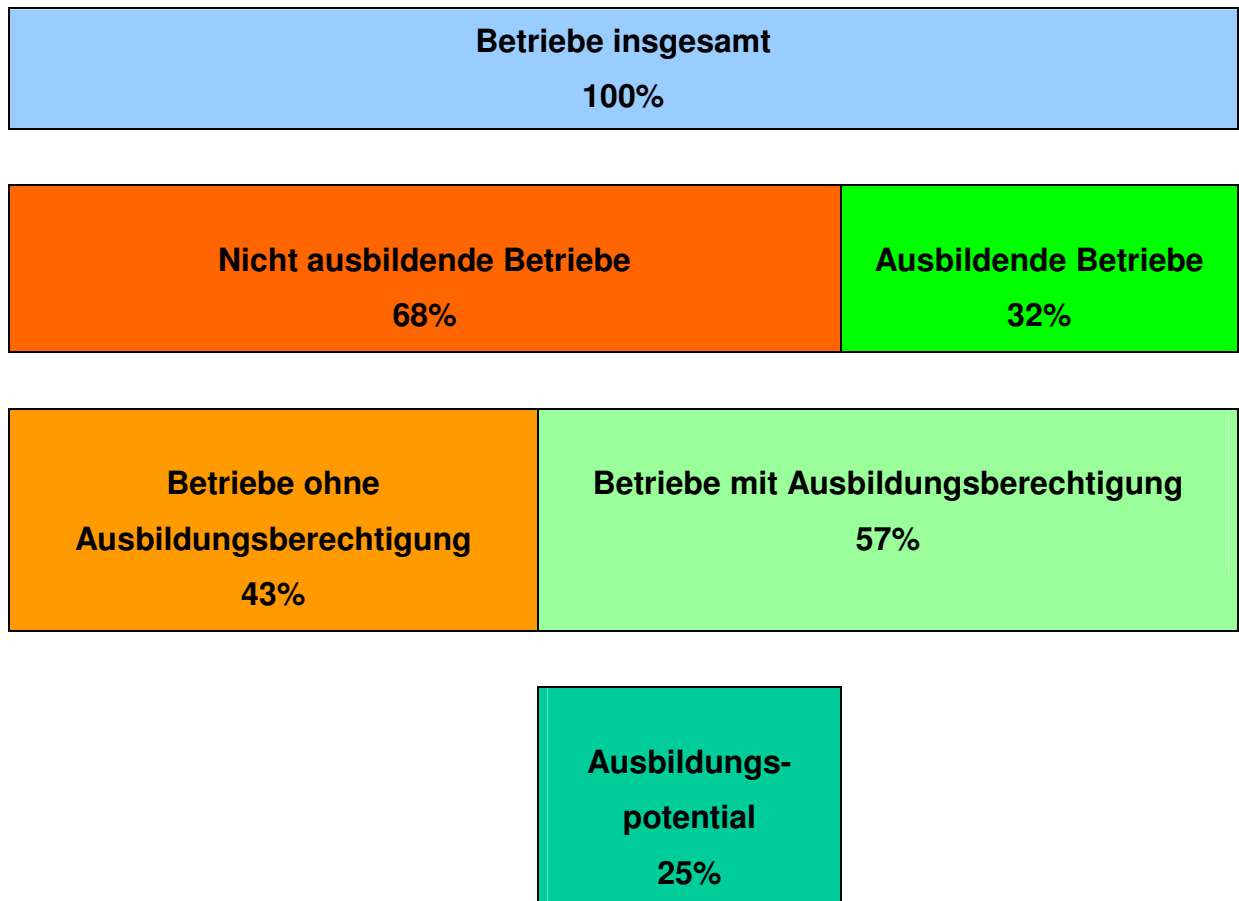 Betriebe insgesamt
100%
Nicht ausbildende Betriebe
68%
Ausbildende Betriebe
32%
Betriebe ohne
Ausbildungsberechtigung
43%
Betriebe mit Ausbildungsberechtigung
57%
Ausbildungs-
potential
25%